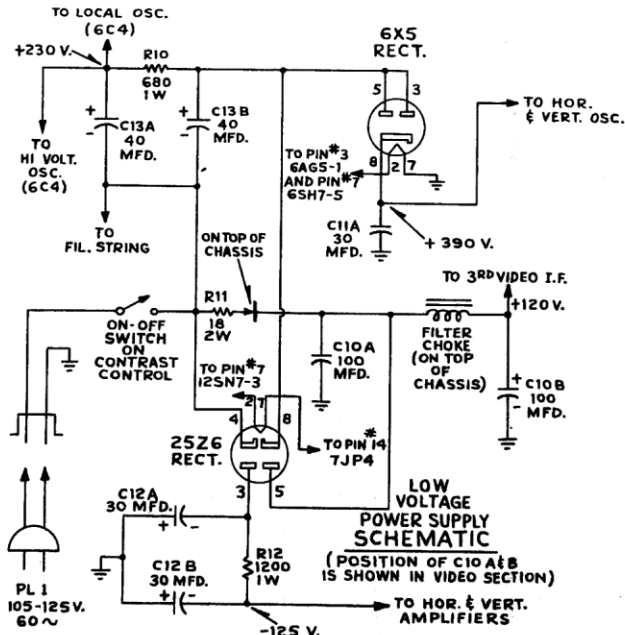 TO LOCAL OSC.
(6C4)
+230 V.
R10
680
1W
6X5
RECT.
5
3
+
-
C13A
40
MFD.
+
-
C13B
40
MFD.
TO HOR.
& VERT. OSC.
TO
HI VOLT.
OSC.
(6C4)
TO PIN #3
6AG5-1
AND PIN #7
6SH7-5
8
2
7
TO
FIL. STRING
ON TOP OF
CHASSIS
C11A
30
MFD.
+ 390 V.
TO 3RD VIDEO I.F.
+120V.
R11
18
2W
ON-OFF
SWITCH
ON
CONTRAST
CONTROL
FILTER
CHOKE
(ON TOP
OF
CHASSIS)
C10A
100
MFD.
+
-
C10B
100
MFD.
TO PIN #7
12SN7-3
2
7
4
8
TO PIN #14
7JP4
25Z6
RECT.
3
5
C12A
30 MFD.
+
-
LOW
VOLTAGE
POWER SUPPLY
SCHEMATIC
(POSITION OF C10 A&B
IS SHOWN IN VIDEO SECTION)
C12 B
30 MFD.
+
-
R12
1200
1W
PL 1
105-125V.
60 ~
-125 V.
TO HOR. & VERT.
AMPLIFIERS